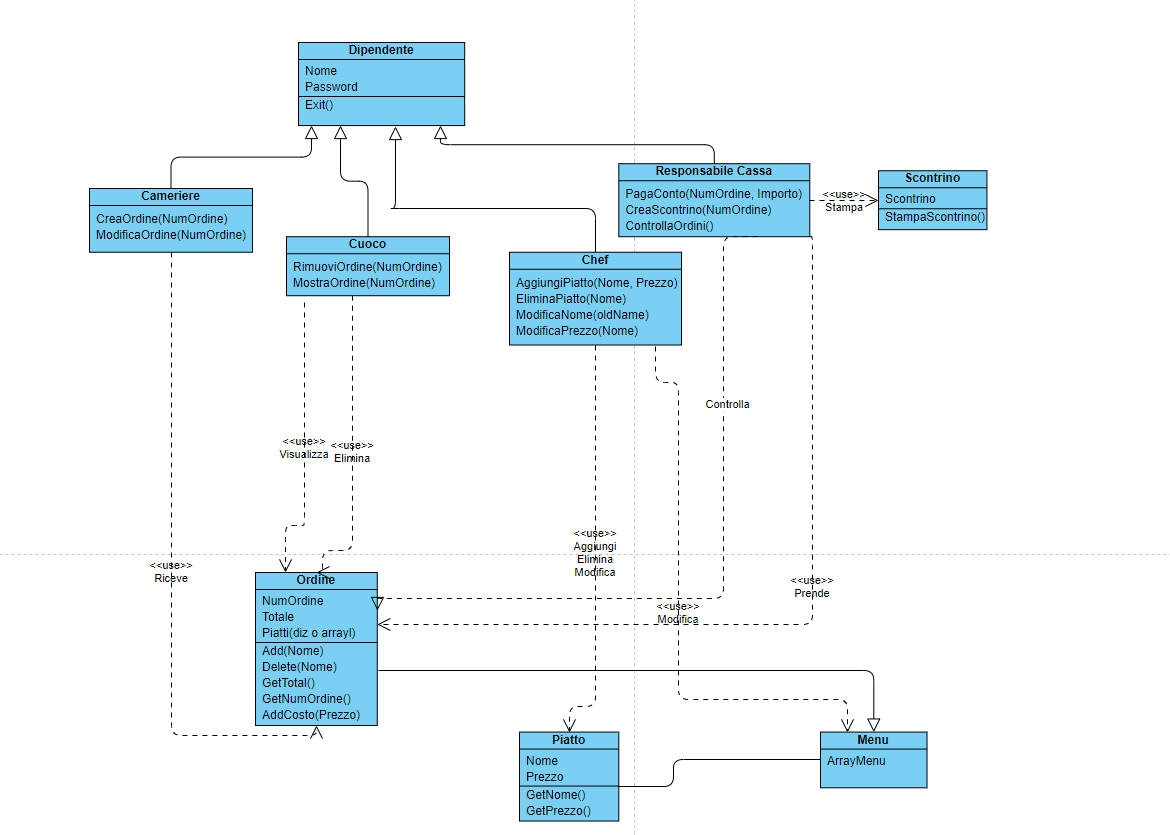 Dipendente
Nome
Password
Exit()
Cameriere
CreaOrdine(NumOrdine)
ModificaOrdine(NumOrdine)
Cuoco
RimuoviOrdine(NumOrdine)
MostraOrdine(NumOrdine)
Chef
AggiungiPiatto(Nome, Prezzo)
EliminaPiatto(Nome)
ModificaNome(oldName)
ModificaPrezzo(Nome)
Responsabile Cassa
PagaConto(NumOrdine, Importo)
CreaScontrino(NumOrdine)
ControllaOrdini()
<<use>>
Stampa
Scontrino
Scontrino
StampaScontrino()
Controlla
<<use>>
Visualizza
<<use>>
Elimina
<<use>>
Aggiungi
Elimina
Modifica
<<use>>
Riceve
<<use>>
Prende
<<use>>
Modifica
Ordine
NumOrdine
Totale
Piatti(diz o arrayl)
Add(Nome)
Delete(Nome)
GetTotal()
GetNumOrdine()
AddCosto(Prezzo)
Piatto
Nome
Prezzo
GetNome()
GetPrezzo()
Menu
ArrayMenu